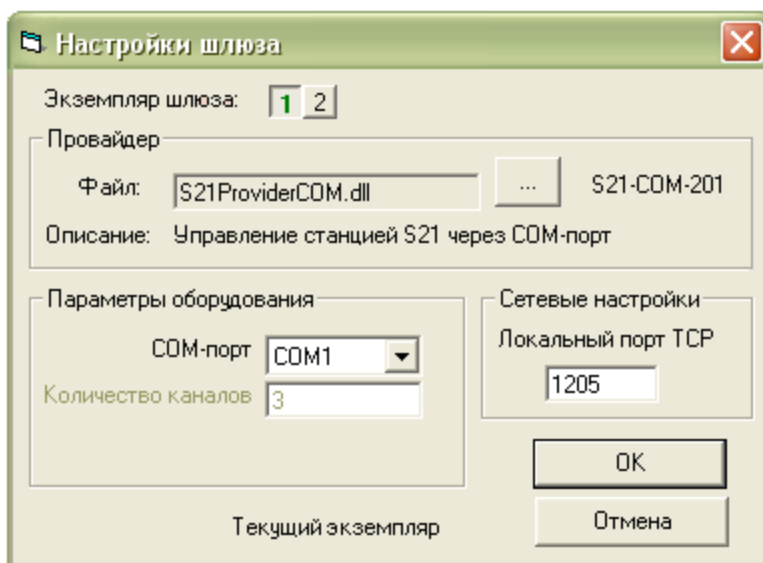 Настройки шлюза
Экземпляр шлюза: 1 2
Провайдер
Файл: S21ProviderCOM.dll ... S21-COM-201
Описание: Управление станцией S21 через COM-порт
Параметры оборудования
COM-порт COM1
Количество каналов 3
Сетевые настройки
Локальный порт TCP
1205
OK
Текущий экземпляр
Отмена